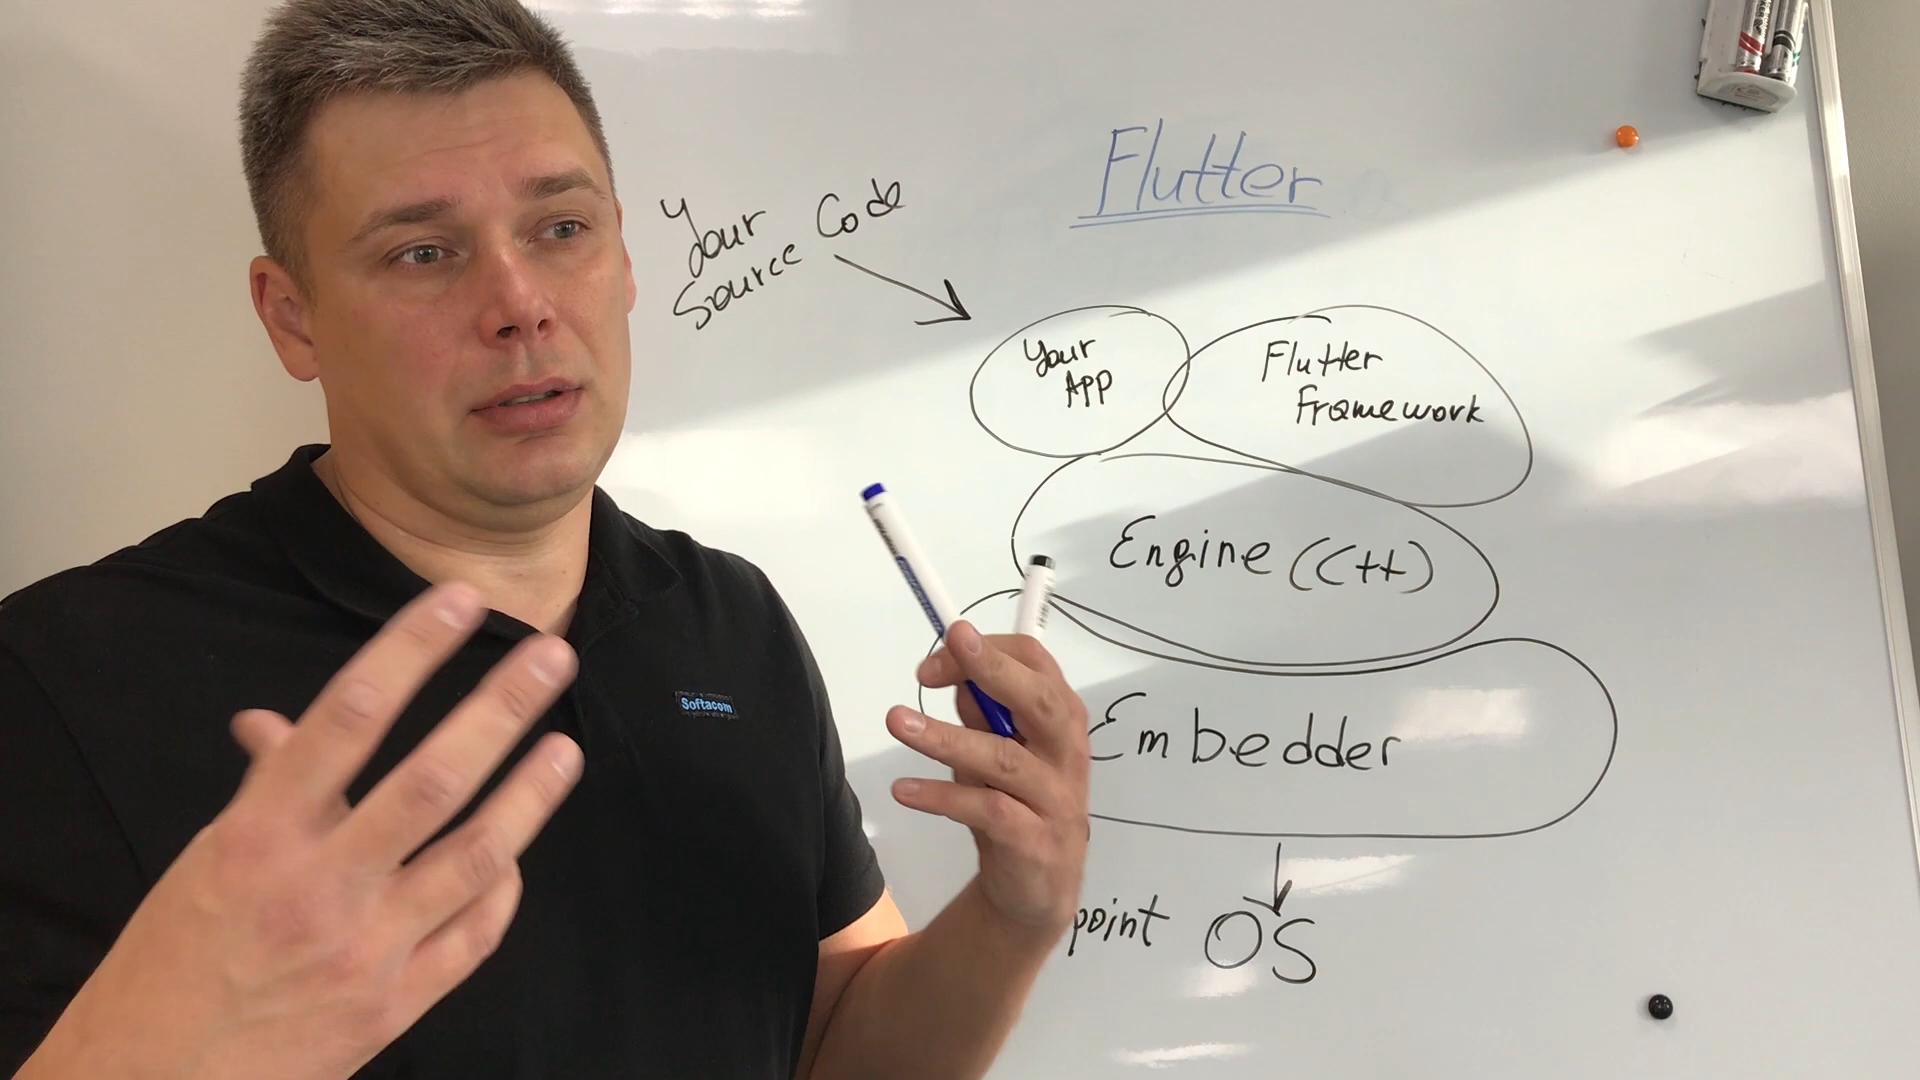 Flutter
Your
Source Code
Your
App
Flutter
Framework
Engine (C++)
Embedder
point OS
Softacom